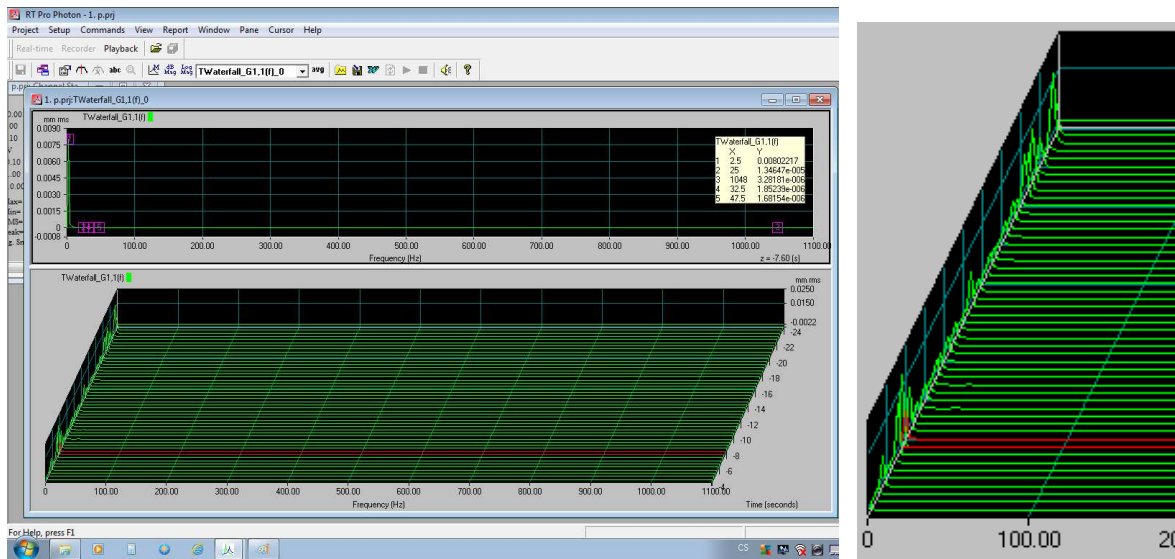 RT Pro Photon - 1. p.prj
Project Setup Commands View Report Window Pane Cursor Help
Real-time Recorder Playback
abc TWaterfall_G1,1(f)_0 avg
1. p.prj:TWaterfall_G1,1(f)_0
mm rms TWaterfall_G1,1(f)
0.0090
0.0075
0.0060
0.0045
0.0030
0.0015
0
-0.0008
TWaterfall_G1,1(f)
X Y
1 2.5 0.00802217
2 25 1.34647e-005
3 1048 3.28181e-006
4 32.5 1.85239e-006
5 47.5 1.68154e-006
0 100.00 200.00 300.00 400.00 500.00 600.00 700.00 800.00 900.00 1000.00 1100.00
Frequency (Hz)
z = -7.60 (s)
TWaterfall_G1,1(f)
mm rms
0.0250
0.0150
-0.0022
-24
-22
-20
-18
-16
-14
-12
-10
-8
-6
-4
0 100.00 200.00 300.00 400.00 500.00 600.00 700.00 800.00 900.00 1000.00 1100.00
Frequency (Hz)
Time (seconds)
For Help, press F1
CS
0 100.00